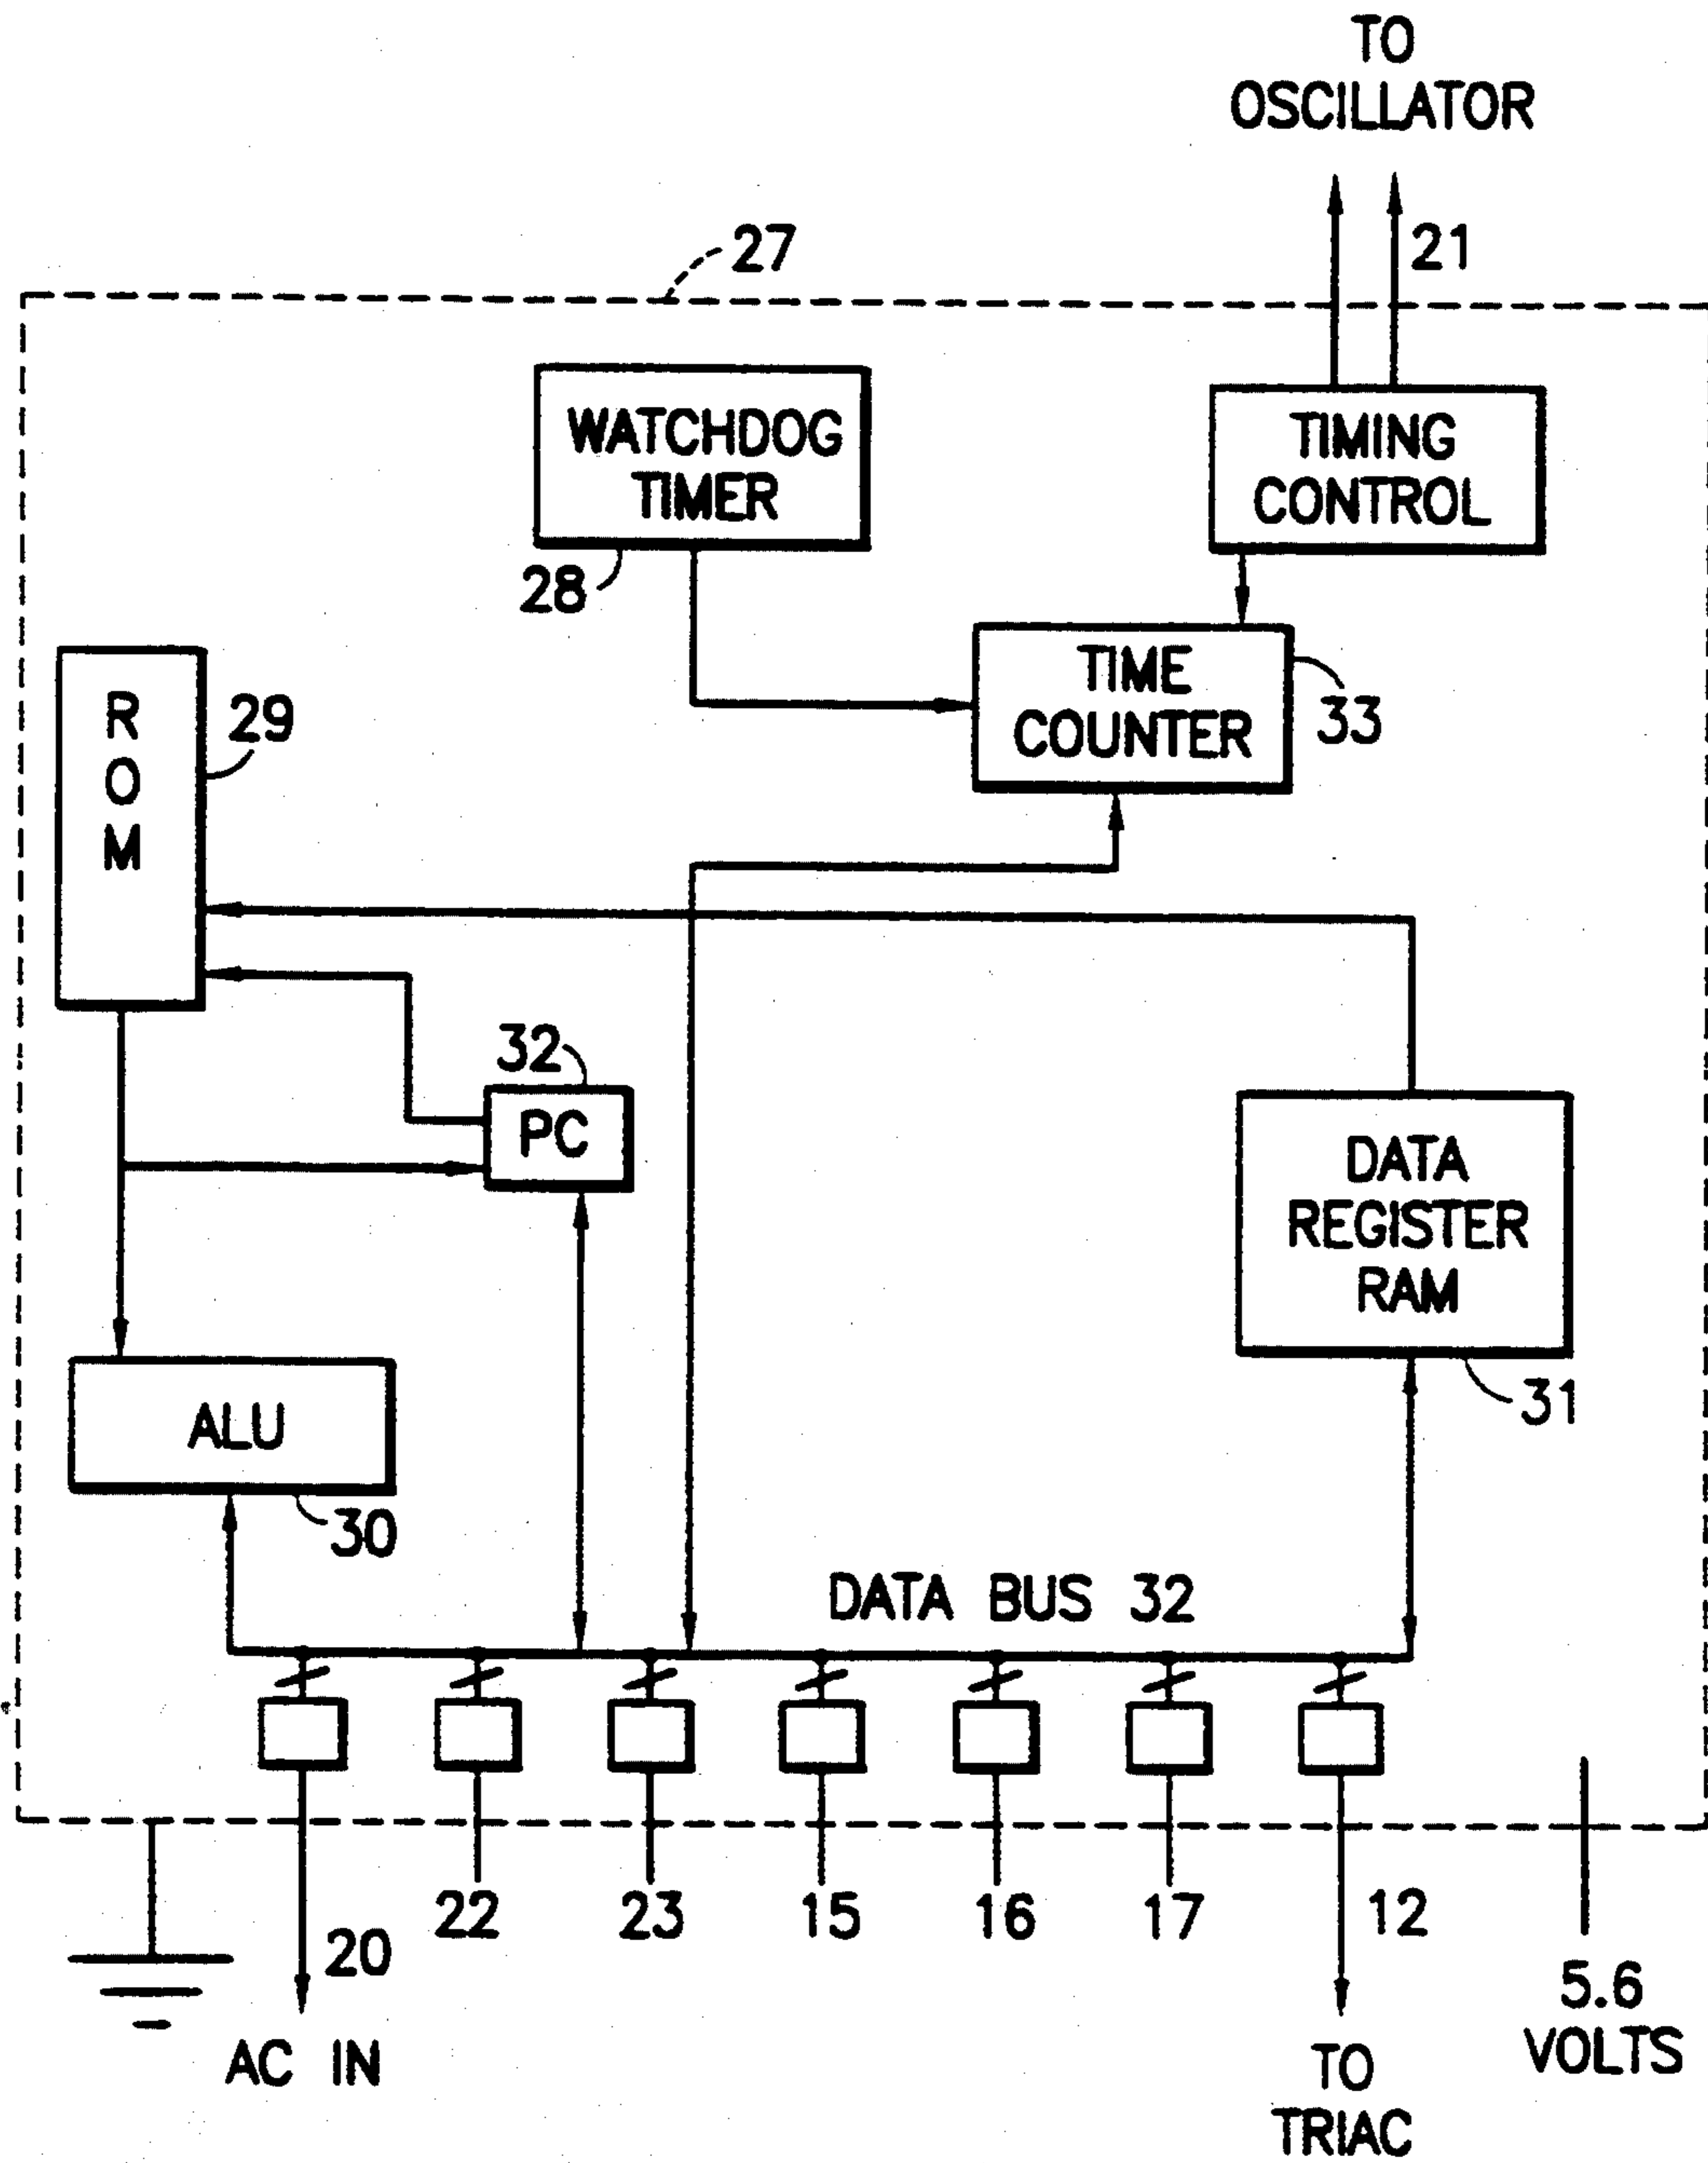 TO
OSCILLATOR
27
21
WATCHDOG
TIMER
28
TIMING
CONTROL
TIME
COUNTER
33
R
O
M
29
32
PC
DATA
REGISTER
RAM
31
ALU
30
DATA BUS 32
20
22
23
15
16
17
12
AC IN
TO
TRIAC
5.6
VOLTS